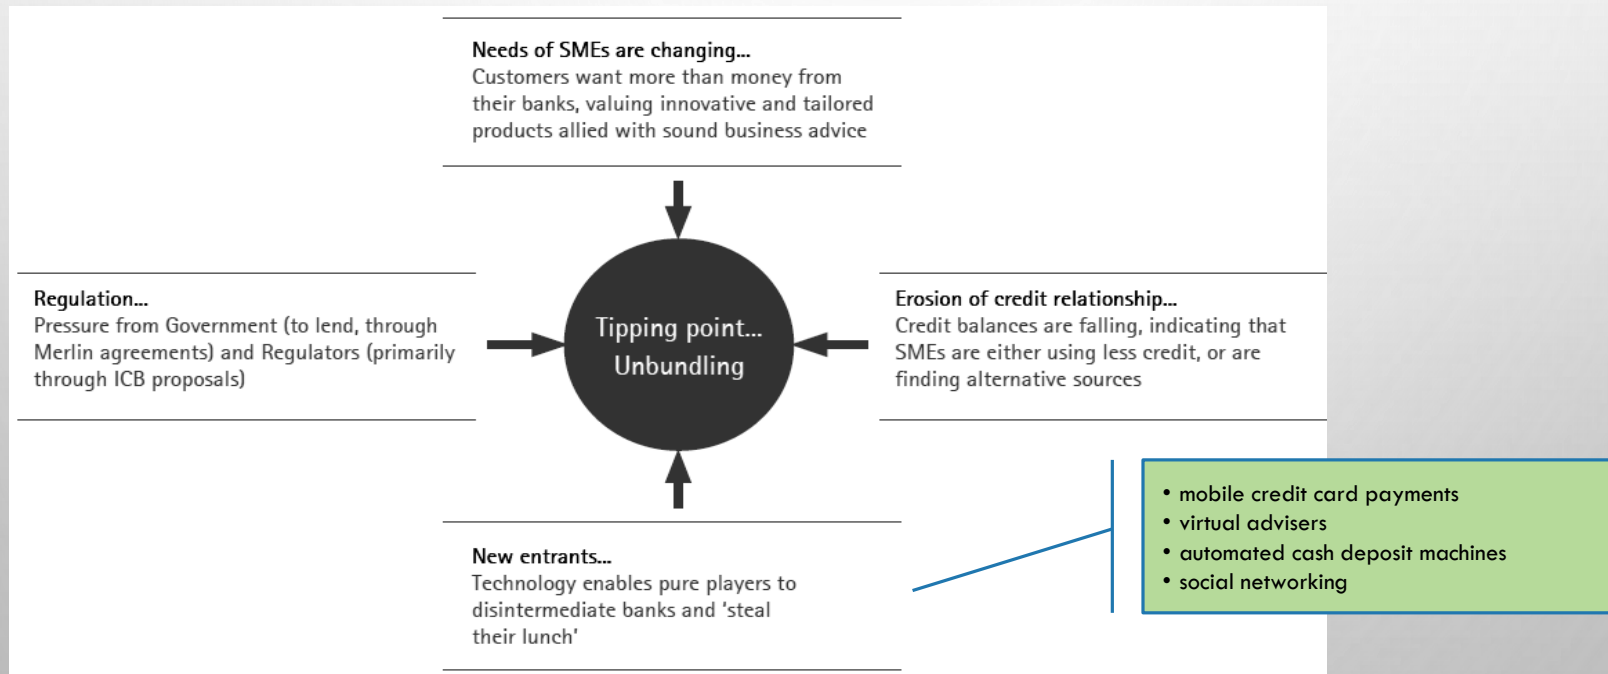 Needs of SMEs are changing...
Customers want more than money from
their banks, valuing innovative and tailored
products allied with sound business advice
Regulation...
Pressure from Government (to lend, through
Merlin agreements) and Regulators (primarily
through ICB proposals)
Tipping point...
Unbundling
Erosion of credit relationship...
Credit balances are falling, indicating that
SMEs are either using less credit, or are
finding alternative sources
New entrants...
Technology enables pure players to
disintermediate banks and 'steal
their lunch'
• mobile credit card payments
• virtual advisers
• automated cash deposit machines
• social networking